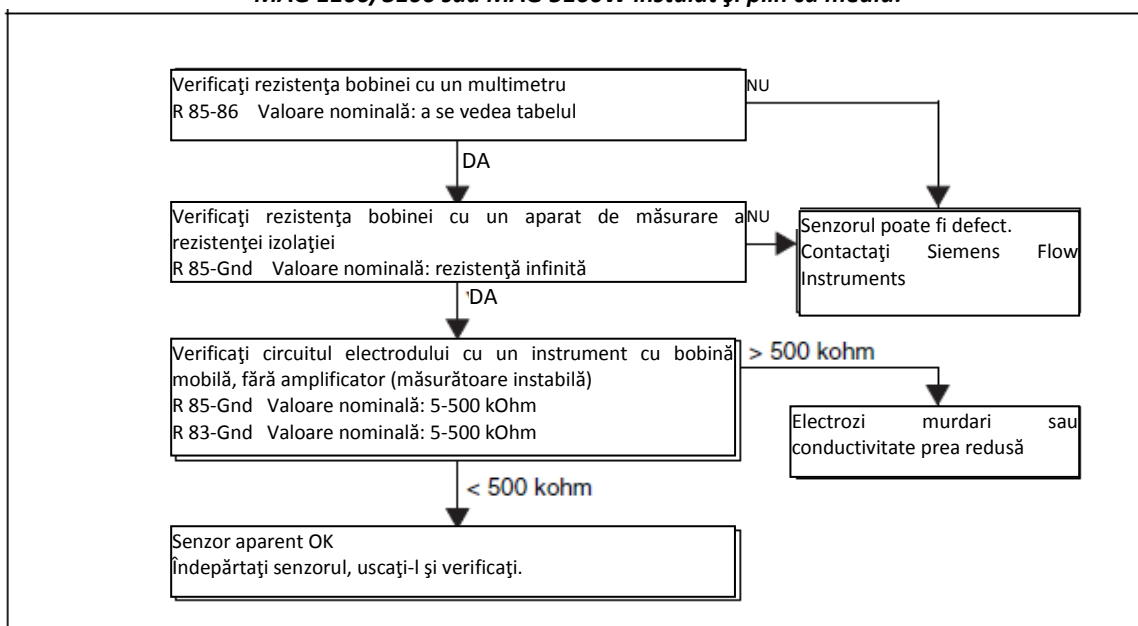 Verificaţi rezistenţa bobinei cu un multimetru
R 85-86 Valoare nominală: a se vedea tabelul
NU
DA
Verificaţi rezistenţa bobinei cu un aparat de măsurare a
rezistenţei izolaţiei
R 85-Gnd Valoare nominală: rezistenţă infinită
NU
Senzorul poate fi defect.
Contactaţi Siemens Flow
Instruments
DA
Verificaţi circuitul electrodului cu un instrument cu bobină
mobilă, fără amplificator (măsurătoare instabilă)
R 85-Gnd Valoare nominală: 5-500 kOhm
R 83-Gnd Valoare nominală: 5-500 kOhm
> 500 kohm
Electrozi murdari sau
conductivitate prea redusă
< 500 kohm
Senzor aparent OK
Îndepărtaţi senzorul, uscaţi-l şi verificaţi.